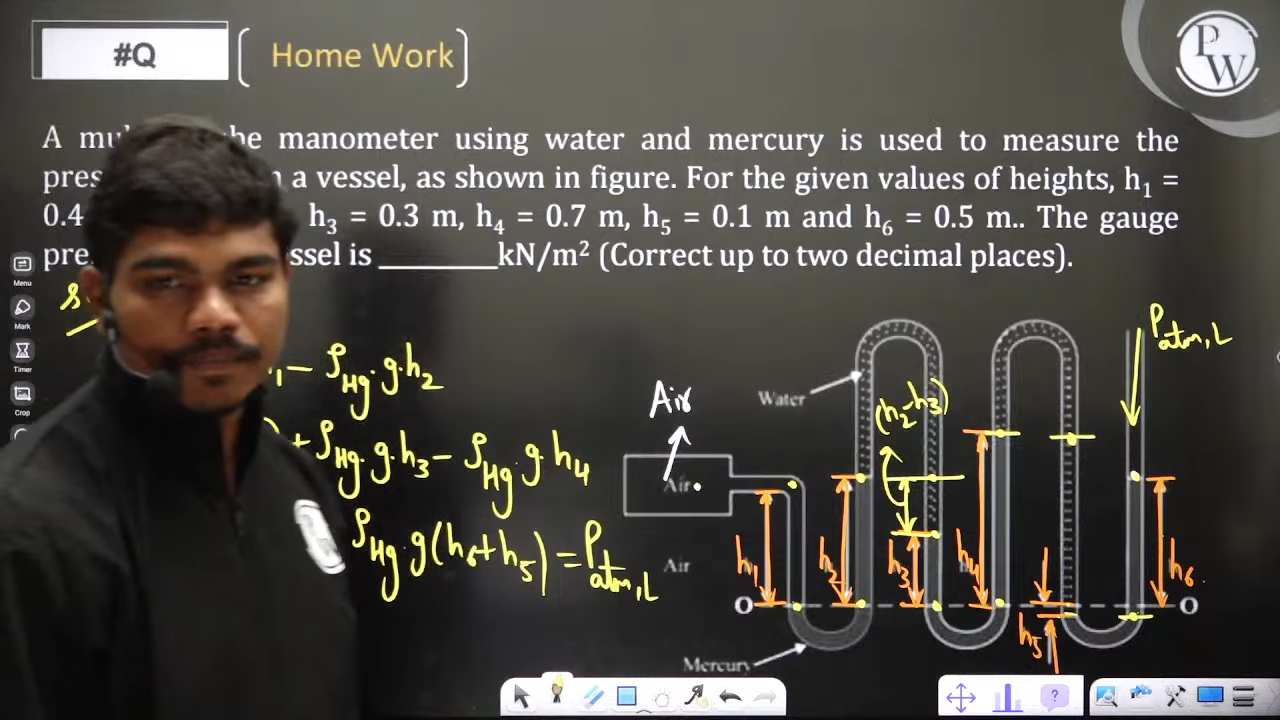 #Q
Home Work
P
W
A mu be manometer using water and mercury is used to measure the
pres n a vessel, as shown in figure. For the given values of heights, h₁ =
0.4 h₃ = 0.3 m, h₄ = 0.7 m, h₅ = 0.1 m and h₆ = 0.5 m.. The gauge
pre ssel is ________kN/m² (Correct up to two decimal places).
Menu
Mark
Timer
Crop
− ρHg.g.h₂
+ ρHg.g.h₃ − ρHg.g.h₄
ρHg.g(h₆+h₅) = Patm,L
Patm,L
Air
Water
(h₂−h₃)
Air
Air
h₁
h₂
h₃
h₄
h₅
h₆
O
O
Mercury